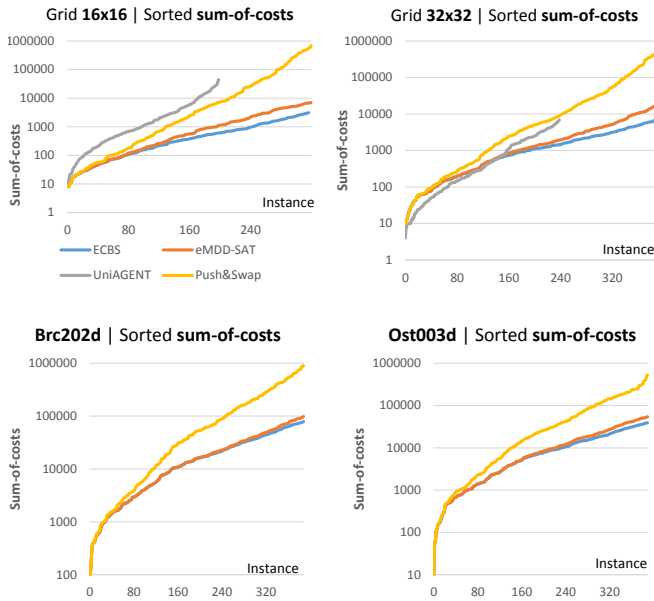 Grid 16x16 | Sorted sum-of-costs
Sum-of-costs
1000000
100000
10000
1000
100
10
1
0
80
160
240
Instance
ECBS
eMDD-SAT
UniAGENT
Push&Swap
Grid 32x32 | Sorted sum-of-costs
Sum-of-costs
1000000
100000
10000
1000
100
10
1
0
80
160
240
320
Instance
Brc202d | Sorted sum-of-costs
Sum-of-costs
1000000
100000
10000
1000
100
0
80
160
240
320
Instance
Ost003d | Sorted sum-of-costs
Sum-of-costs
1000000
100000
10000
1000
100
10
0
80
160
240
320
Instance